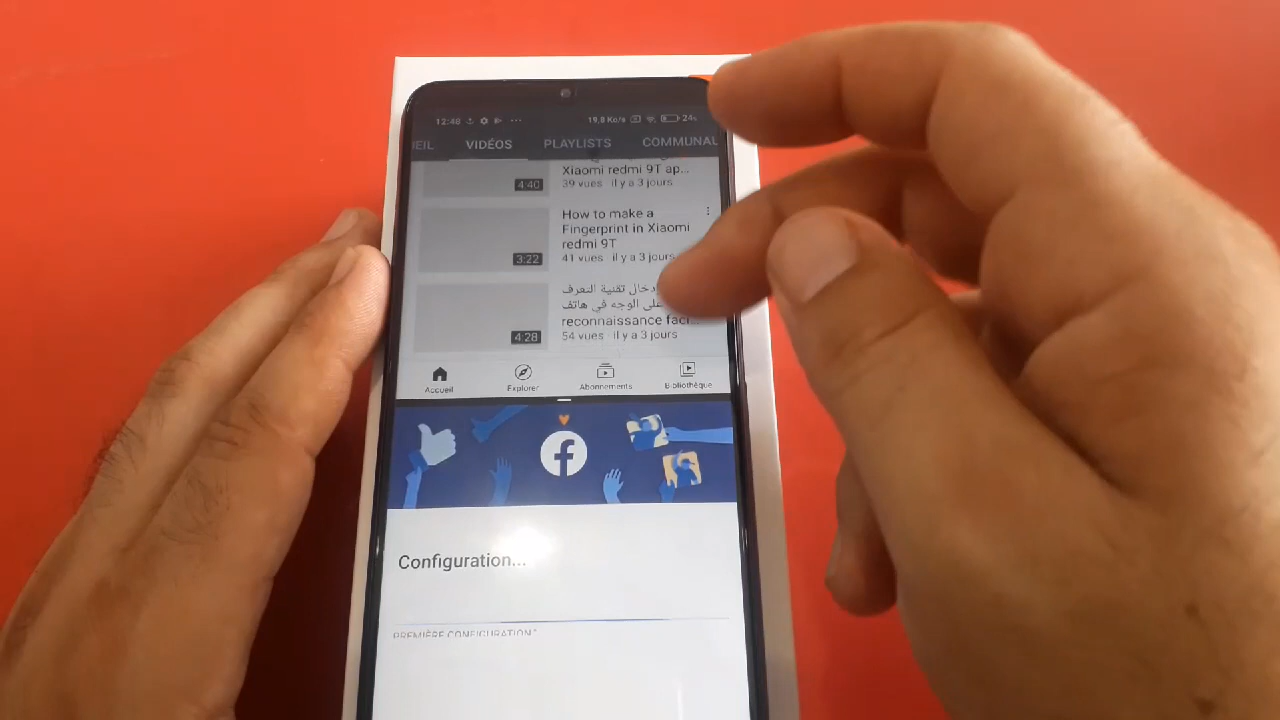 12:48 ... 19,8 Ko/s 24%
EIL VIDÉOS PLAYLISTS COMMUNAL
Xiaomi redmi 9T ap...
4:40
39 vues · il y a 3 jours
How to make a
Fingerprint in Xiaomi
redmi 9T
3:22
41 vues · il y a 3 jours
دخال تقنية التعرف
على الوجه في هاتف
reconnaissance faci...
4:28
54 vues · il y a 3 jours
Accueil Explorer Abonnements Bibliothèque
Configuration...
PREMIÈRE CONFIGURATION